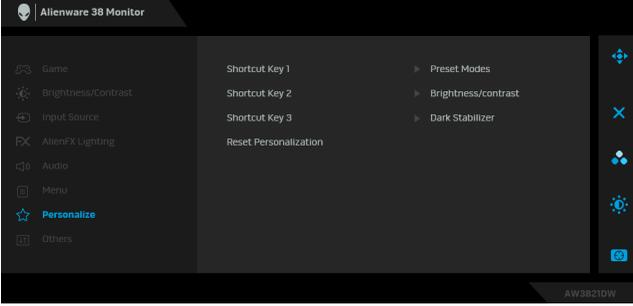 Alienware 38 Monitor
Game
Brightness/Contrast
Input Source
AlienFX Lighting
Audio
Menu
Personalize
Others
Shortcut Key 1 Preset Modes
Shortcut Key 2 Brightness/contrast
Shortcut Key 3 Dark Stabilizer
Reset Personalization
AW3821DW